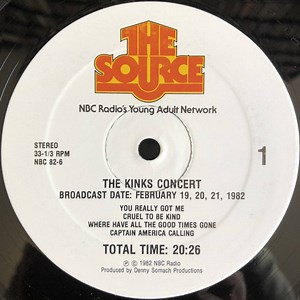 THE
SOURCE
NBC Radio's Young Adult Network
STEREO
33-1/3 RPM
NBC 82-6
1
THE KINKS CONCERT
BROADCAST DATE: FEBRUARY 19, 20, 21, 1982
YOU REALLY GOT ME
CRUEL TO BE KIND
WHERE HAVE ALL THE GOOD TIMES GONE
CAPTAIN AMERICA CALLING
TOTAL TIME: 20:26
℗ © 1982 NBC Radio
Produced by Denny Somach Productions